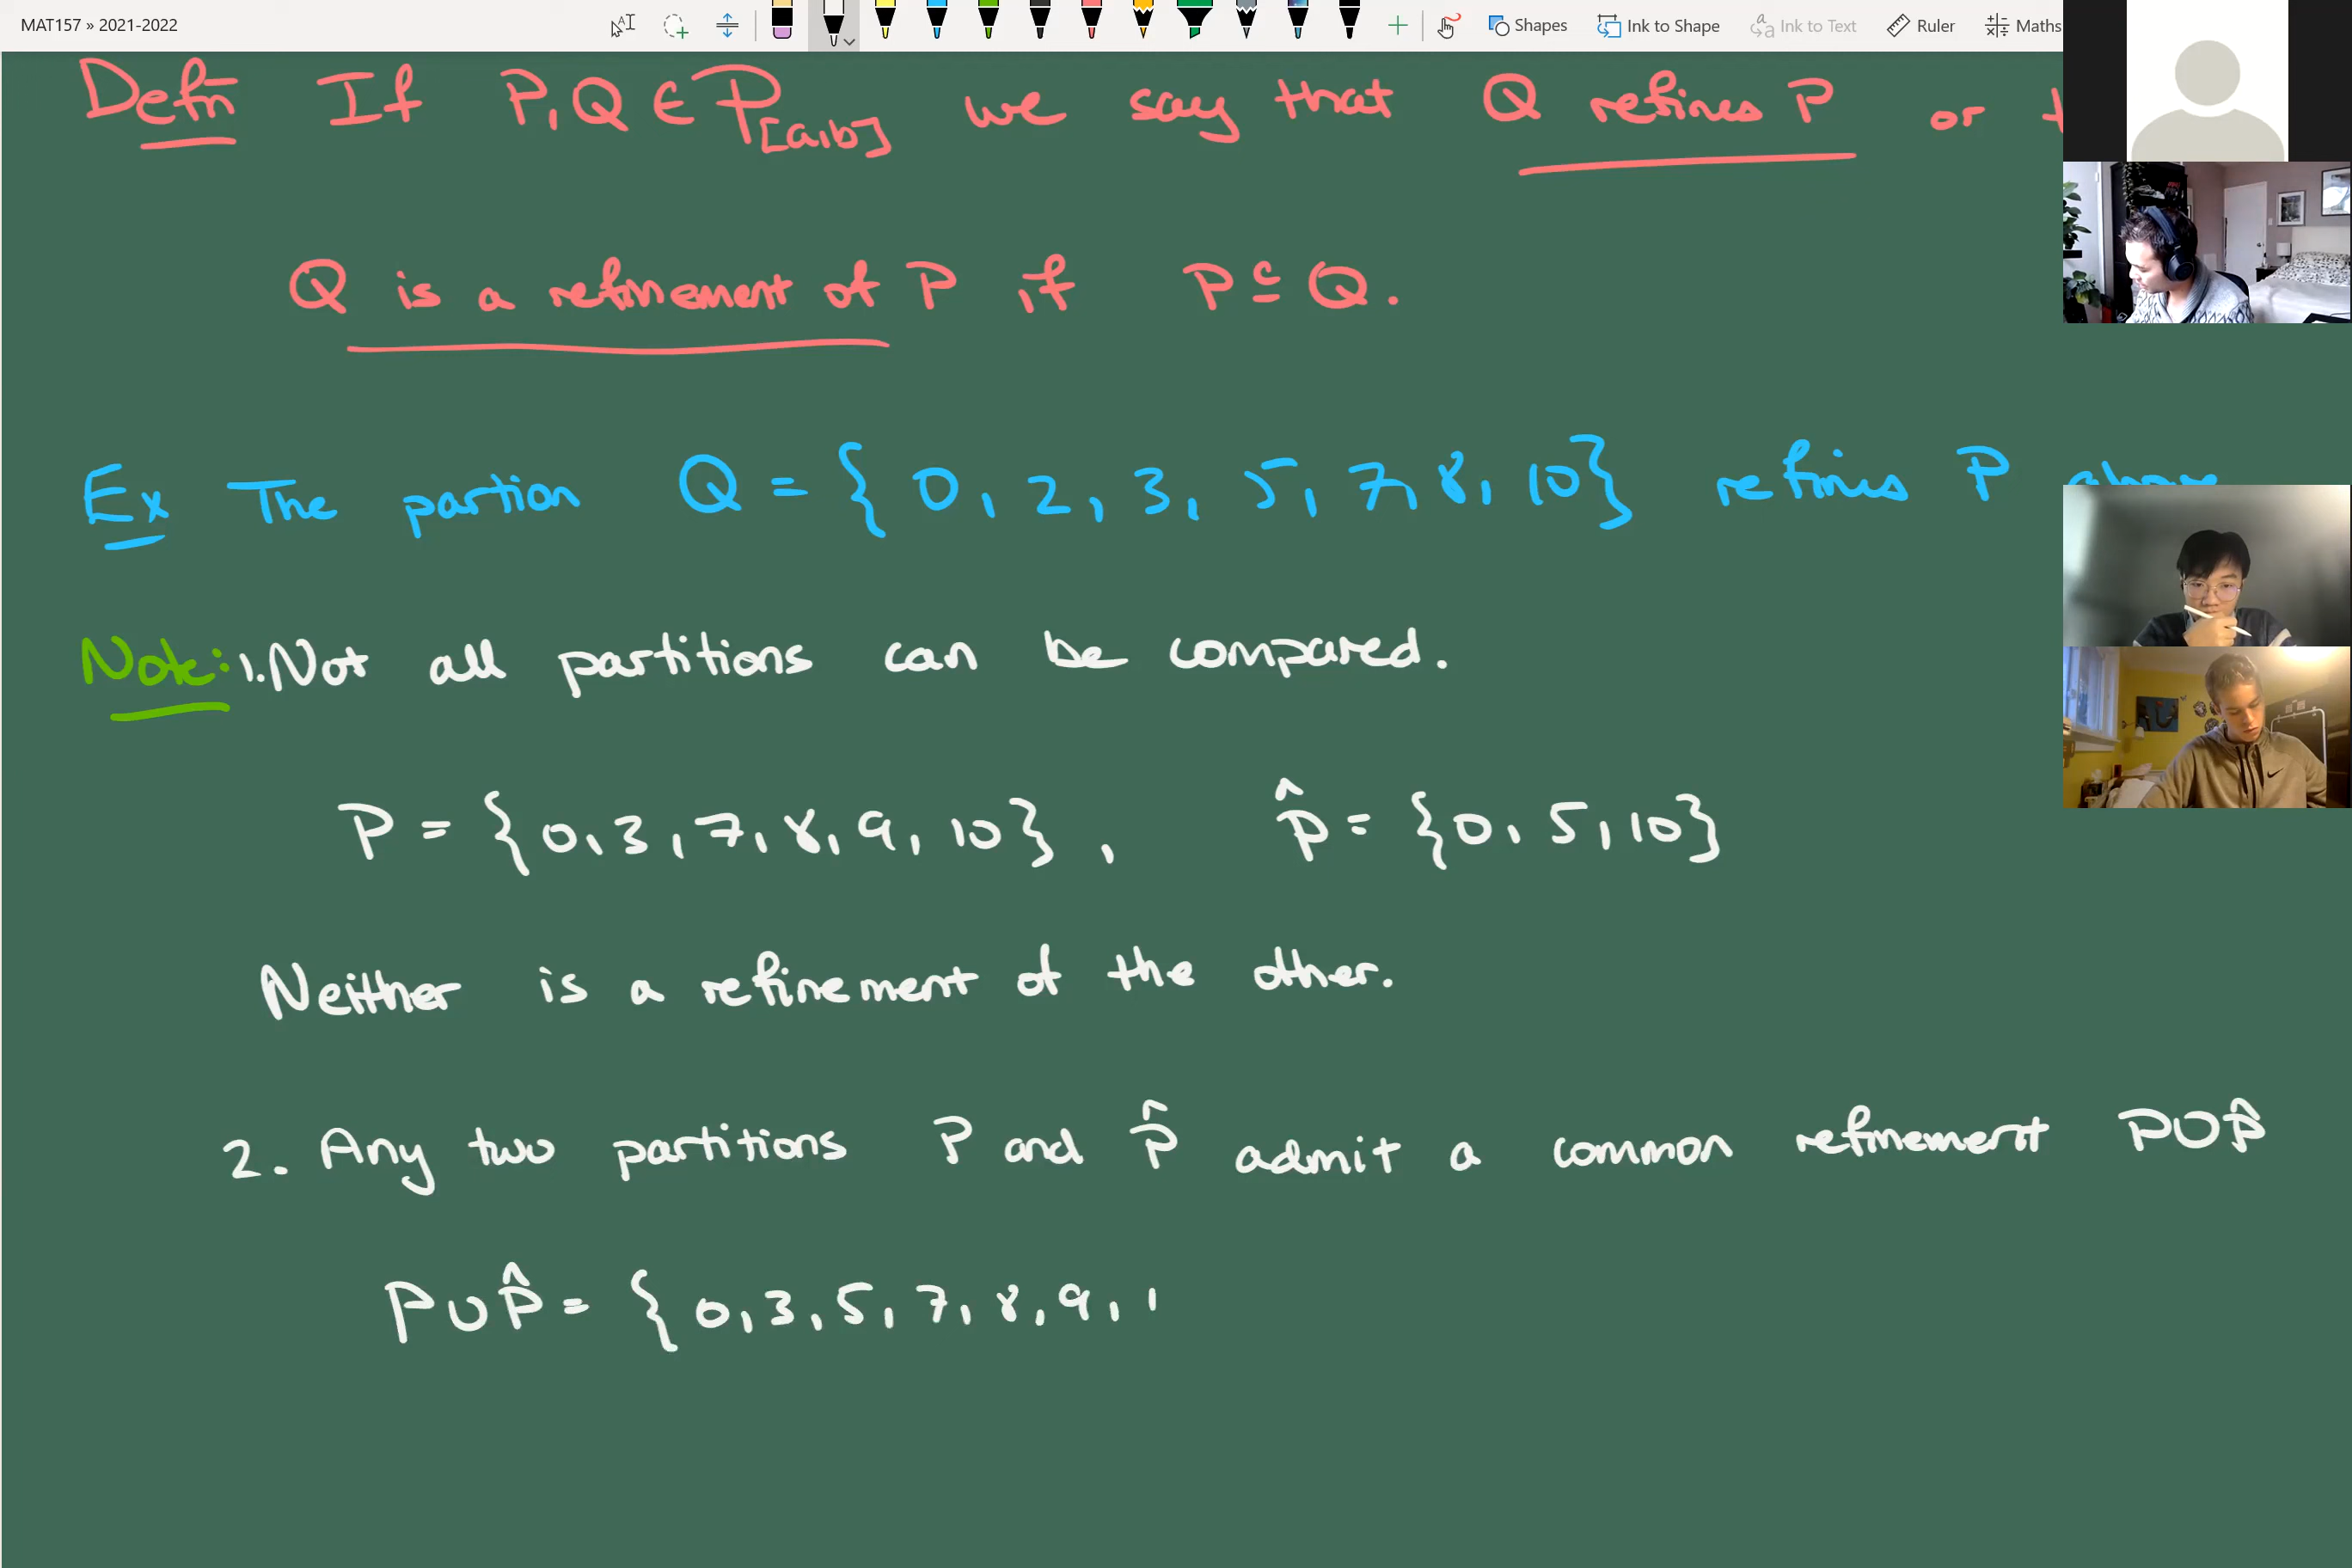 MAT157 » 2021-2022
Shapes Ink to Shape Ink to Text Ruler Maths
Defn If P, Q ∈ P[a,b] we say that Q refines P or
Q is a refinement of P if P ⊆ Q.
Ex The partion Q = { 0, 2, 3, 5, 7, 8, 10} refines P above
Note: 1. Not all partitions can be compared.
P = {0, 3, 7, 8, 9, 10} , P̂ = {0, 5, 10}
Neither is a refinement of the other.
2. Any two partitions P and P̂ admit a common refinement P∪P̂
P∪P̂ = { 0, 3, 5, 7, 8, 9, 1